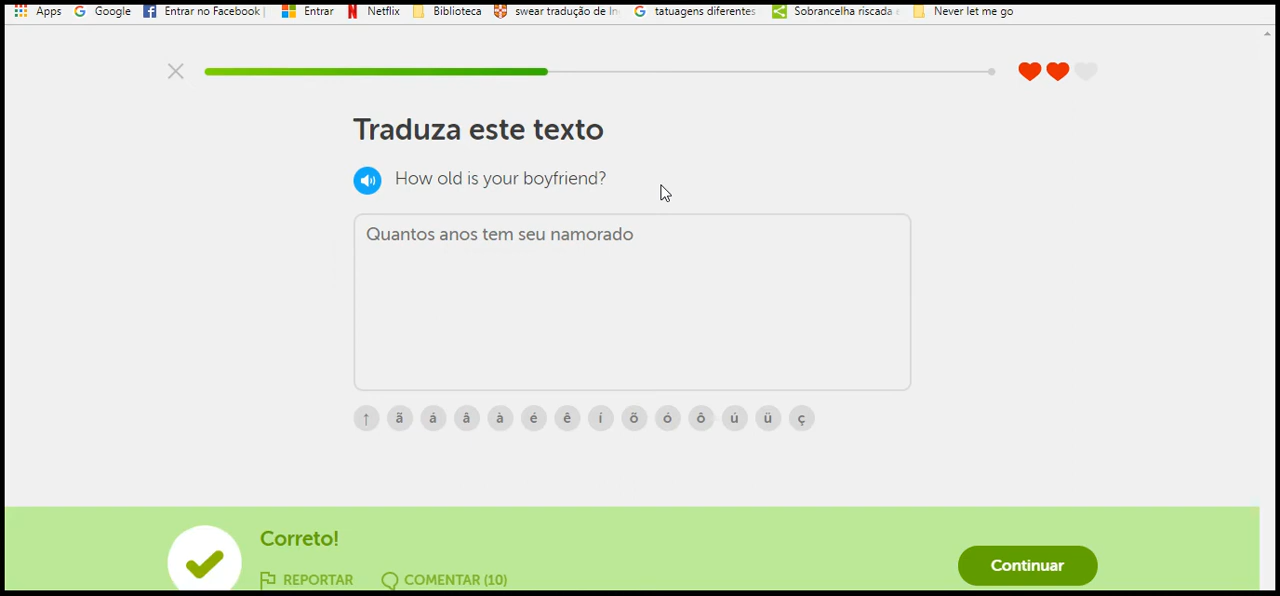 Apps Google Entrar no Facebook Entrar Netflix Biblioteca swear tradução de In tatuagens diferentes Sobrancelha riscada Never let me go
Traduza este texto
How old is your boyfriend?
Quantos anos tem seu namorado
↑ ã á â à é ê í õ ó ô ú ü ç
Correto!
REPORTAR COMENTAR (10)
Continuar